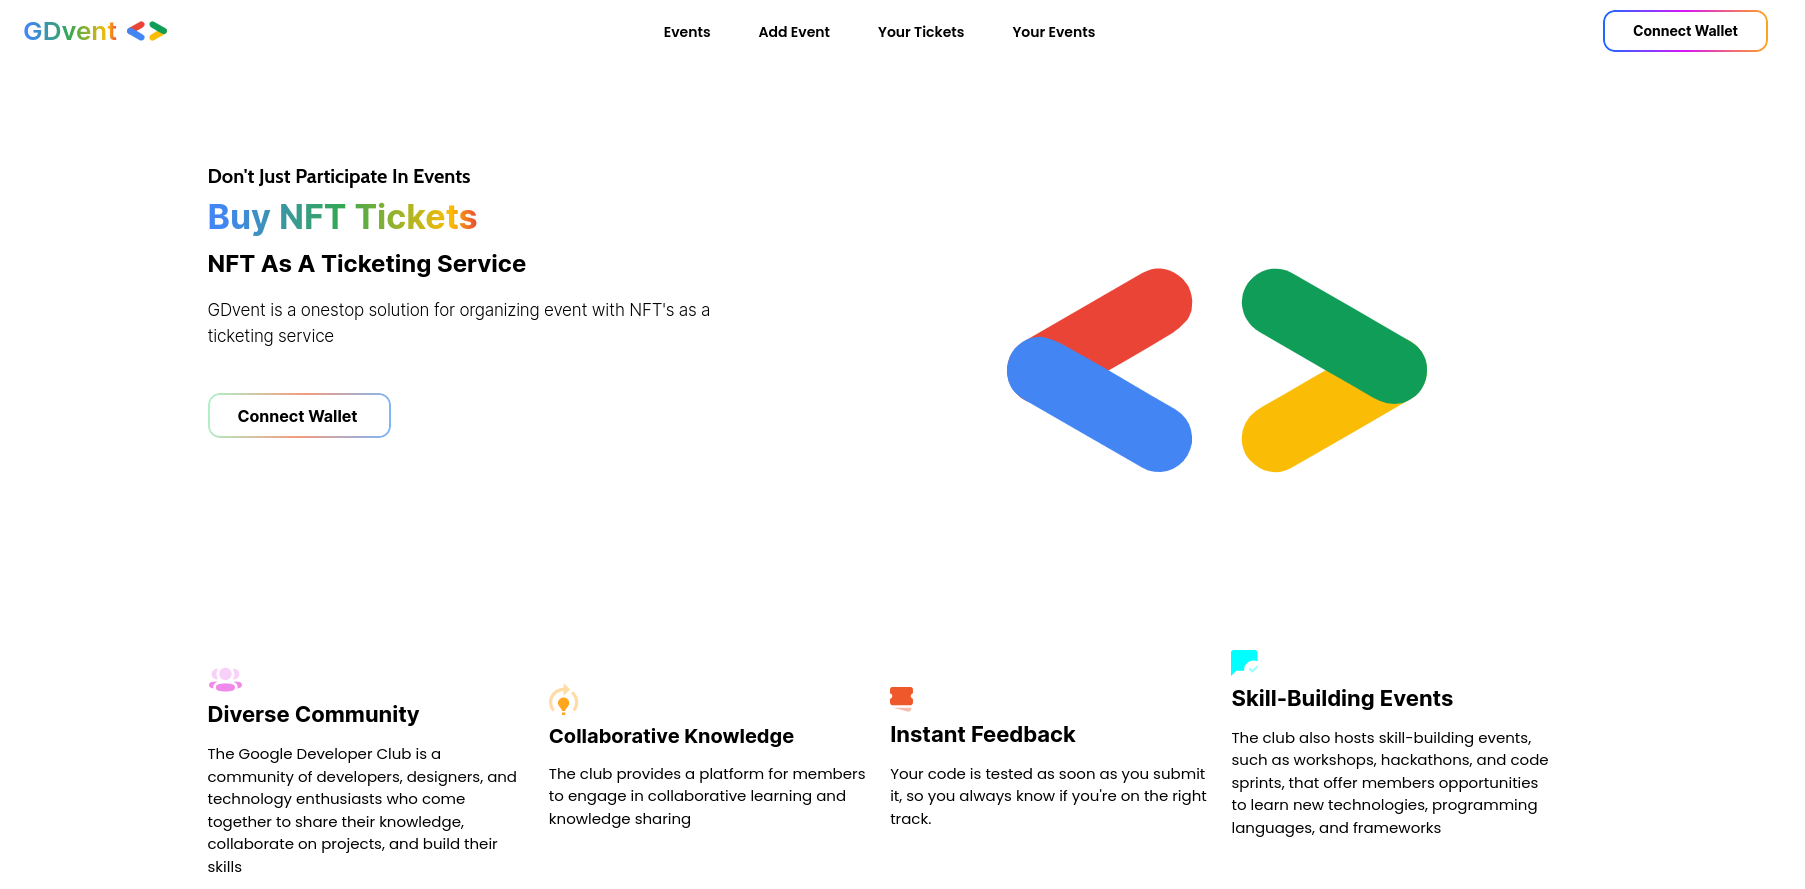 GDvent
Events
Add Event
Your Tickets
Your Events
Connect Wallet
Don't Just Participate In Events
Buy NFT Tickets
NFT As A Ticketing Service
GDvent is a onestop solution for organizing event with NFT's as a
ticketing service
Connect Wallet
Diverse Community
The Google Developer Club is a
community of developers, designers, and
technology enthusiasts who come
together to share their knowledge,
collaborate on projects, and build their
skills
Collaborative Knowledge
The club provides a platform for members
to engage in collaborative learning and
knowledge sharing
Instant Feedback
Your code is tested as soon as you submit
it, so you always know if you're on the right
track.
Skill-Building Events
The club also hosts skill-building events,
such as workshops, hackathons, and code
sprints, that offer members opportunities
to learn new technologies, programming
languages, and frameworks